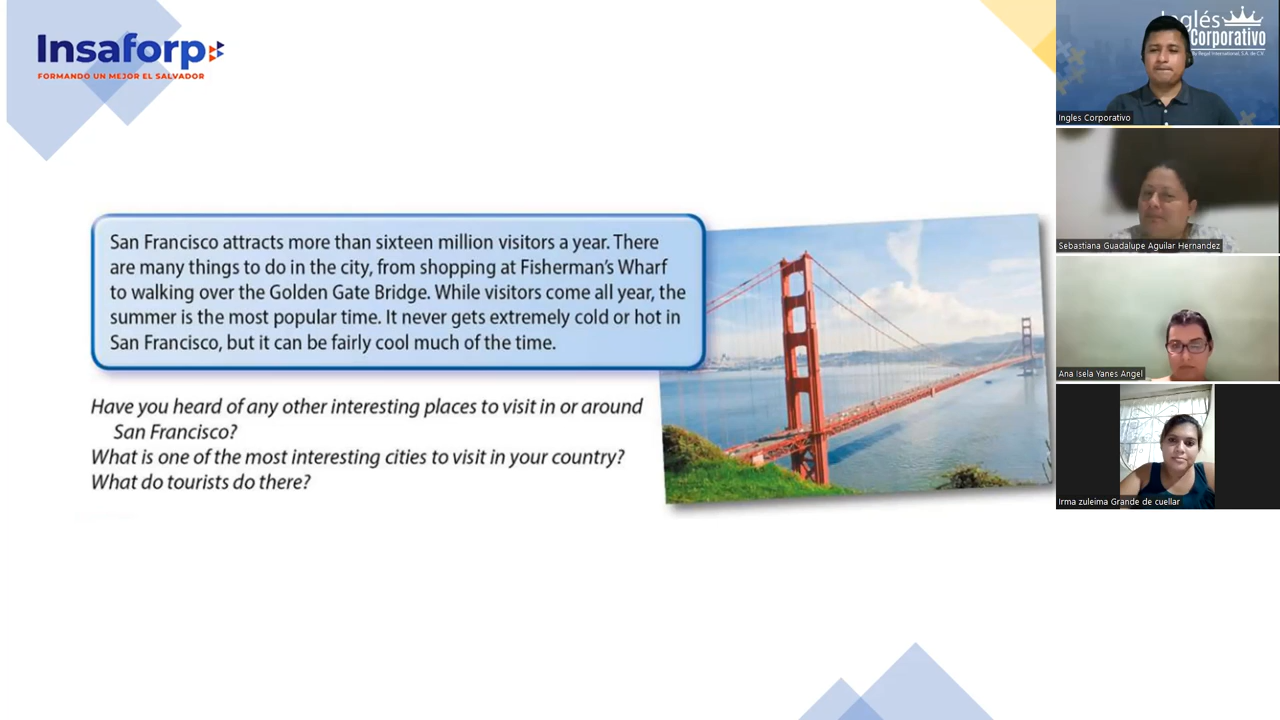 Insaforp
FORMANDO UN MEJOR EL SALVADOR
San Francisco attracts more than sixteen million visitors a year. There
are many things to do in the city, from shopping at Fisherman's Wharf
to walking over the Golden Gate Bridge. While visitors come all year, the
summer is the most popular time. It never gets extremely cold or hot in
San Francisco, but it can be fairly cool much of the time.
Have you heard of any other interesting places to visit in or around
San Francisco?
What is one of the most interesting cities to visit in your country?
What do tourists do there?
Inglés
Corporativo
Ingles Corporativo
Sebastiana Guadalupe Aguilar Hernandez
Ana Isela Yanes Angel
Irma zuleima Grande de cuellar